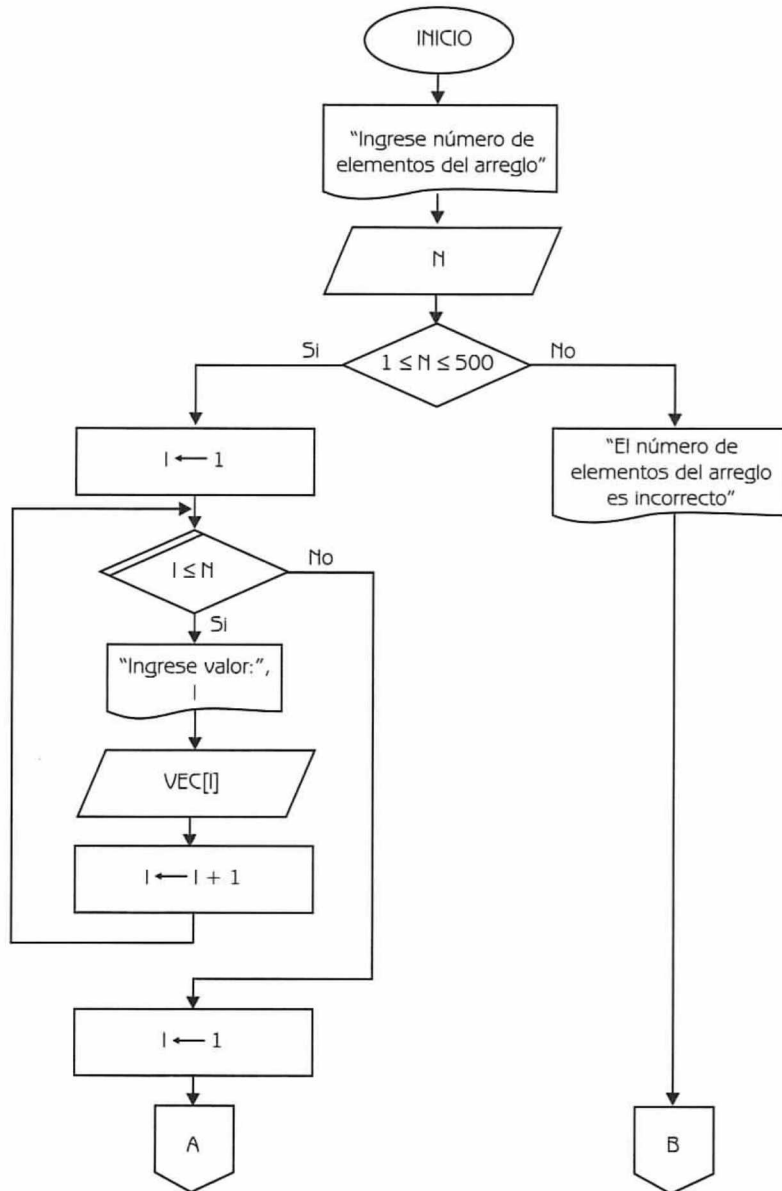 INICIO
“Ingrese número de
elementos del arreglo”
N
1 ≤ N ≤ 500
Si
No
I ← 1
“El número de
elementos del arreglo
es incorrecto”
I ≤ N
No
Si
“Ingrese valor:”,
I
VEC[I]
I ← I + 1
I ← 1
A
B